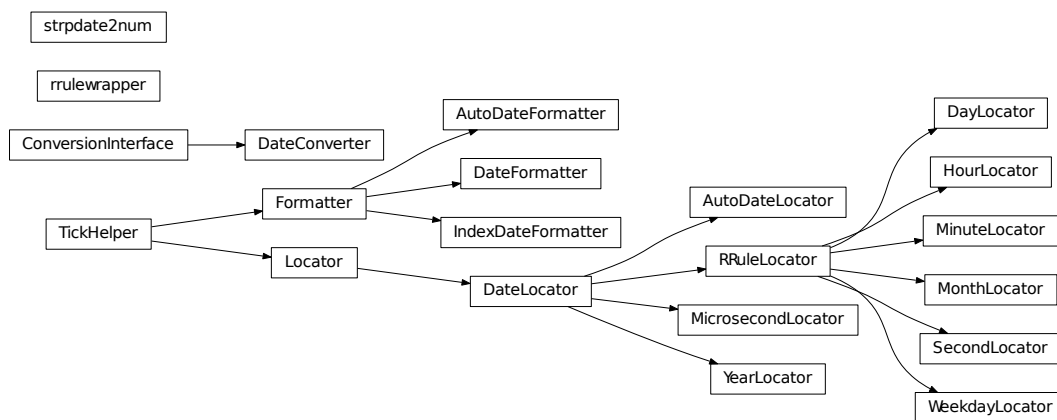 strpdate2num
rrulewrapper
ConversionInterface
DateConverter
AutoDateFormatter
DateFormatter
IndexDateFormatter
Formatter
TickHelper
Locator
DateLocator
AutoDateLocator
RRuleLocator
MicrosecondLocator
YearLocator
DayLocator
HourLocator
MinuteLocator
MonthLocator
SecondLocator
WeekdayLocator